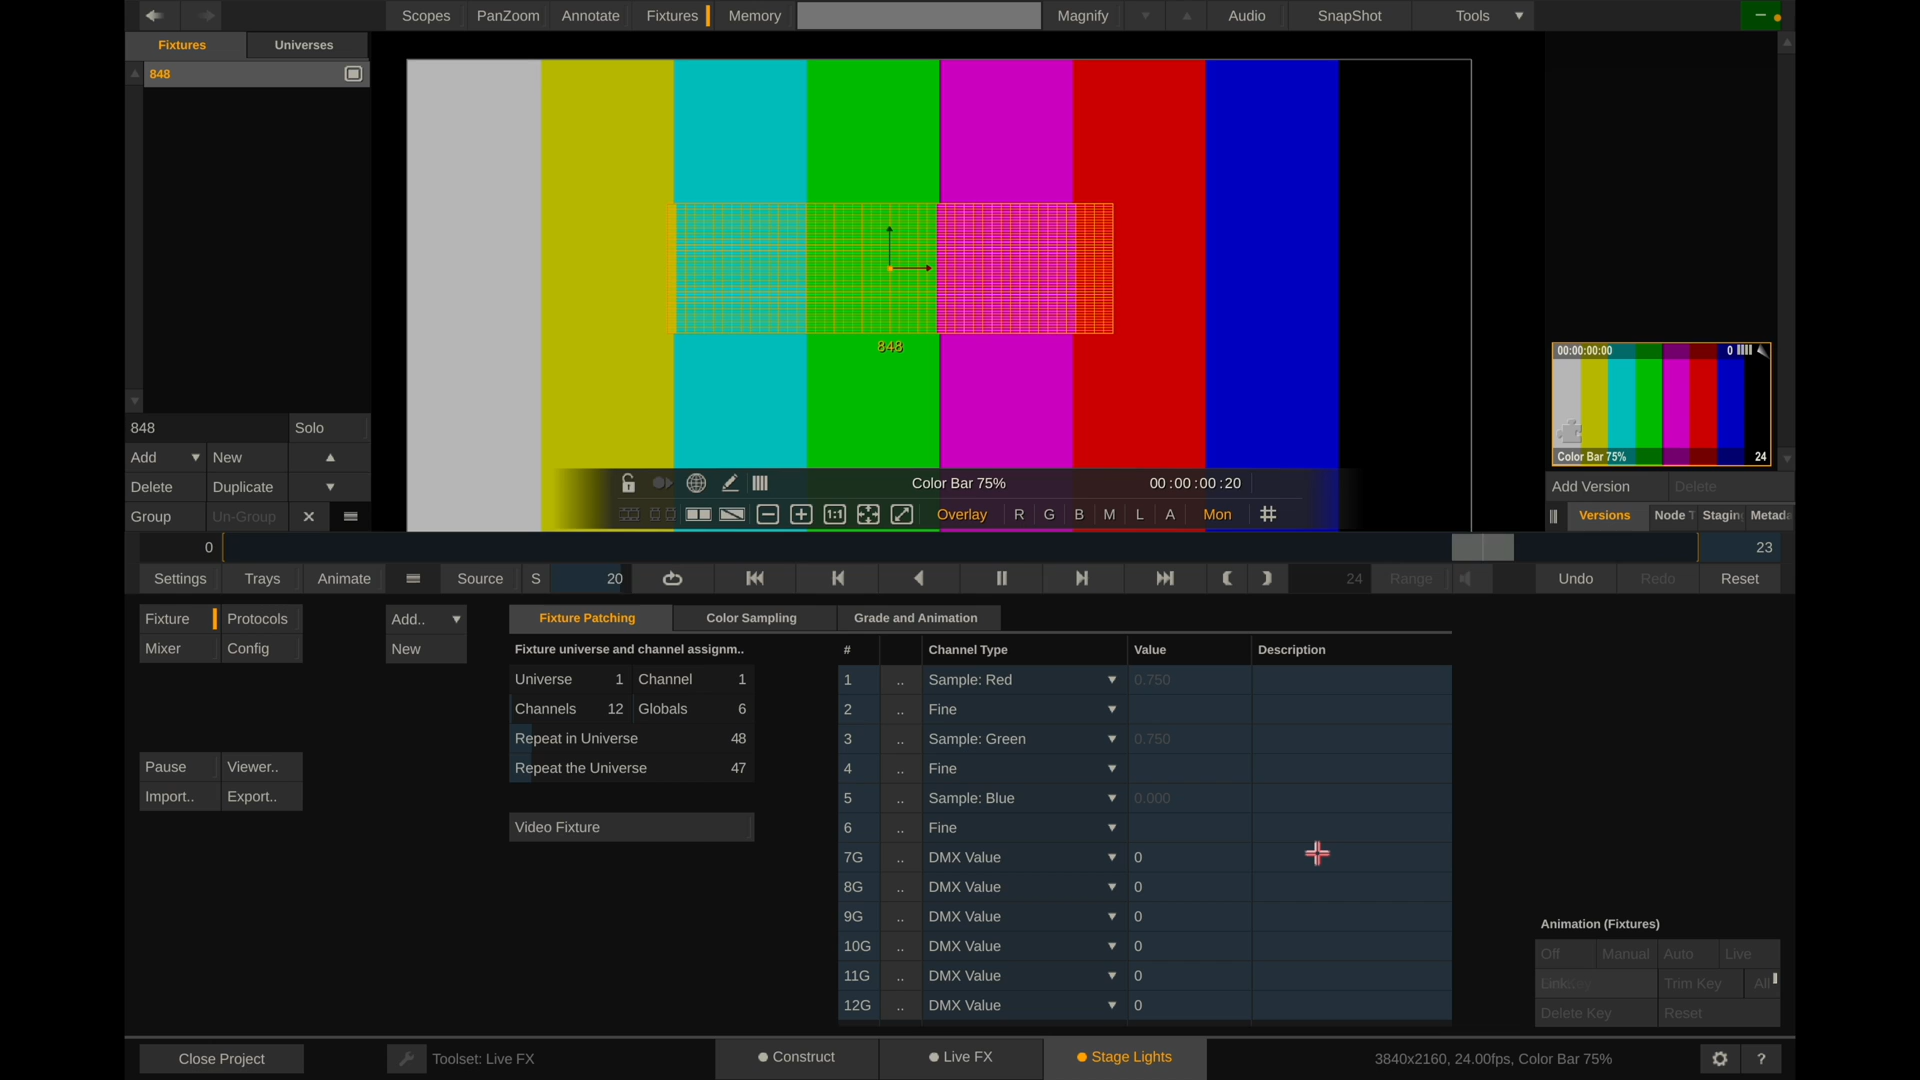 Scopes PanZoom Annotate Fixtures Memory Magnify Audio SnapShot Tools
Fixtures Universes
848
848
00:00:00:00 0
Color Bar 75% 24
848 Solo
Add New
Delete Duplicate
Group Un-Group
Color Bar 75% 00:00:00:20
1:1 Overlay R G B M L A Mon
Add Version Delete
Versions Node T Staging Metada
0 23
Settings Trays Animate Source S 20 24 Range Undo Redo Reset
Fixture Protocols Add..
Mixer Config New
Pause Viewer..
Import.. Export..
Fixture Patching Color Sampling Grade and Animation
Fixture universe and channel assignm..
Universe 1 Channel 1
Channels 12 Globals 6
Repeat in Universe 48
Repeat the Universe 47
Video Fixture
# Channel Type Value Description
1 .. Sample: Red 0.750
2 .. Fine
3 .. Sample: Green 0.750
4 .. Fine
5 .. Sample: Blue 0.000
6 .. Fine
7G .. DMX Value 0
8G .. DMX Value 0
9G .. DMX Value 0
10G .. DMX Value 0
11G .. DMX Value 0
12G .. DMX Value 0
Animation (Fixtures)
Off Manual Auto Live
Trim Key All
Delete Key Reset
Close Project Toolset: Live FX Construct Live FX Stage Lights 3840x2160, 24.00fps, Color Bar 75% ?